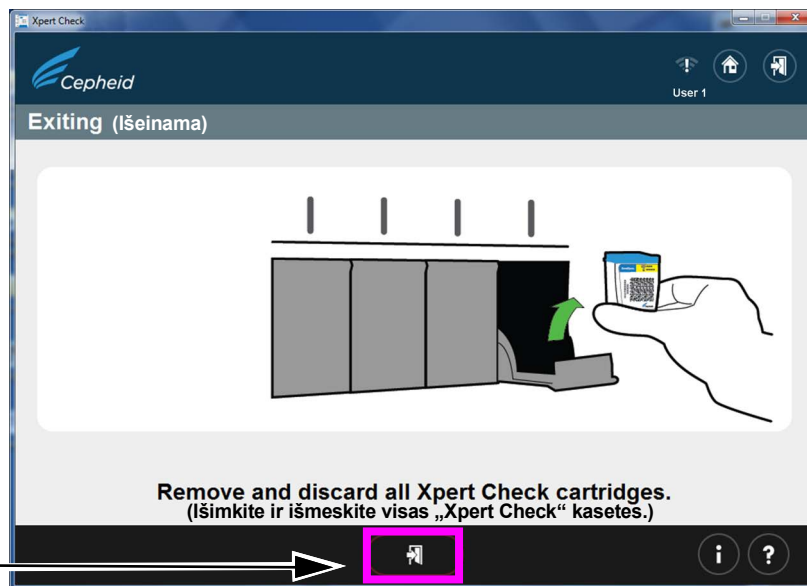 Xpert Check
Cepheid
User 1
Exiting (Išeinama)
Remove and discard all Xpert Check cartridges.
(Išimkite ir išmeskite visas „Xpert Check“ kasetes.)
i
?